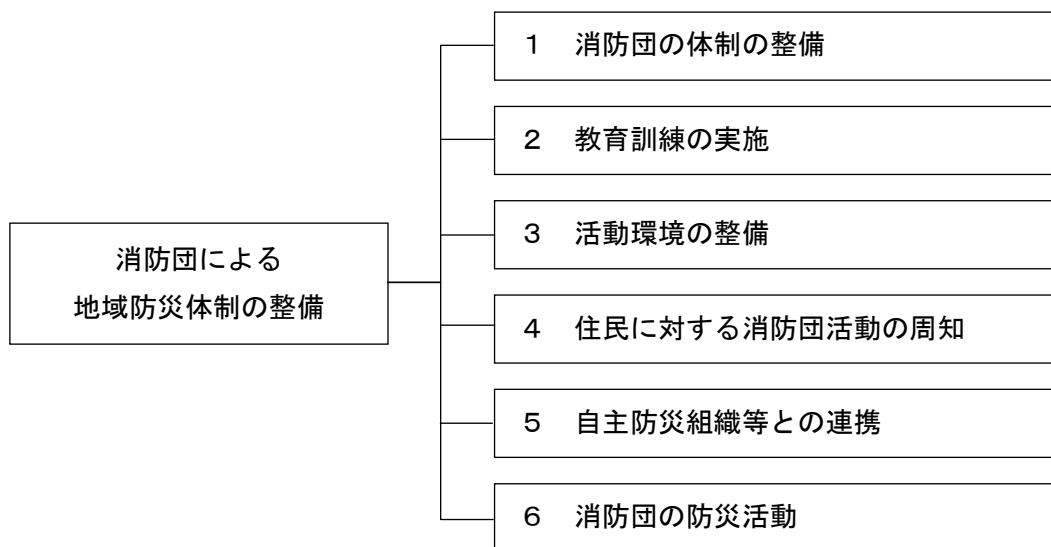 消防団による
地域防災体制の整備
１　消防団の体制の整備
２　教育訓練の実施
３　活動環境の整備
４　住民に対する消防団活動の周知
５　自主防災組織等との連携
６　消防団の防災活動